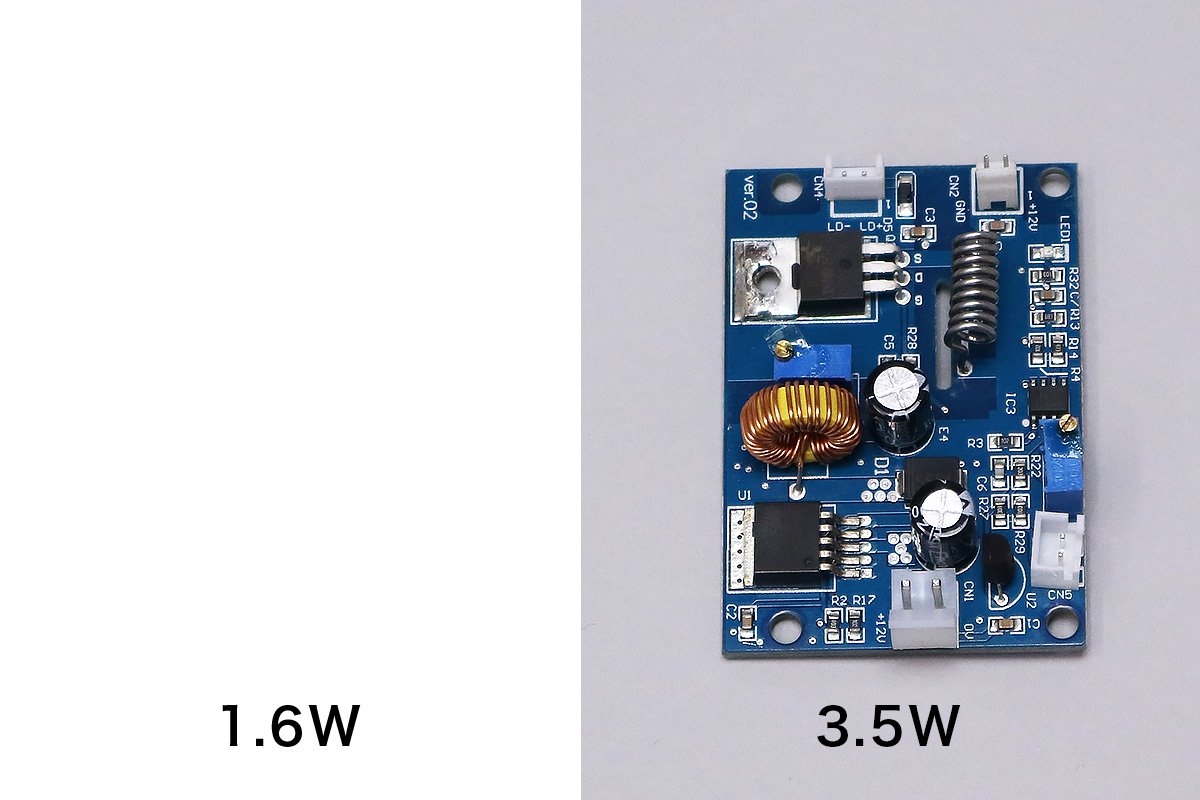 1.6W
3.5W
ver.02
CN4
LD- LD+
1
D5
C3
CN2
GND
1
+12V
LED1
Q
S
D
G
R32
C/R13
R14
R4
C5
R28
IC3
E4
R3
D1
C6
R22
R27
R29
U1
CN1
U2
CN5
C2
R2
R17
+12V
0V